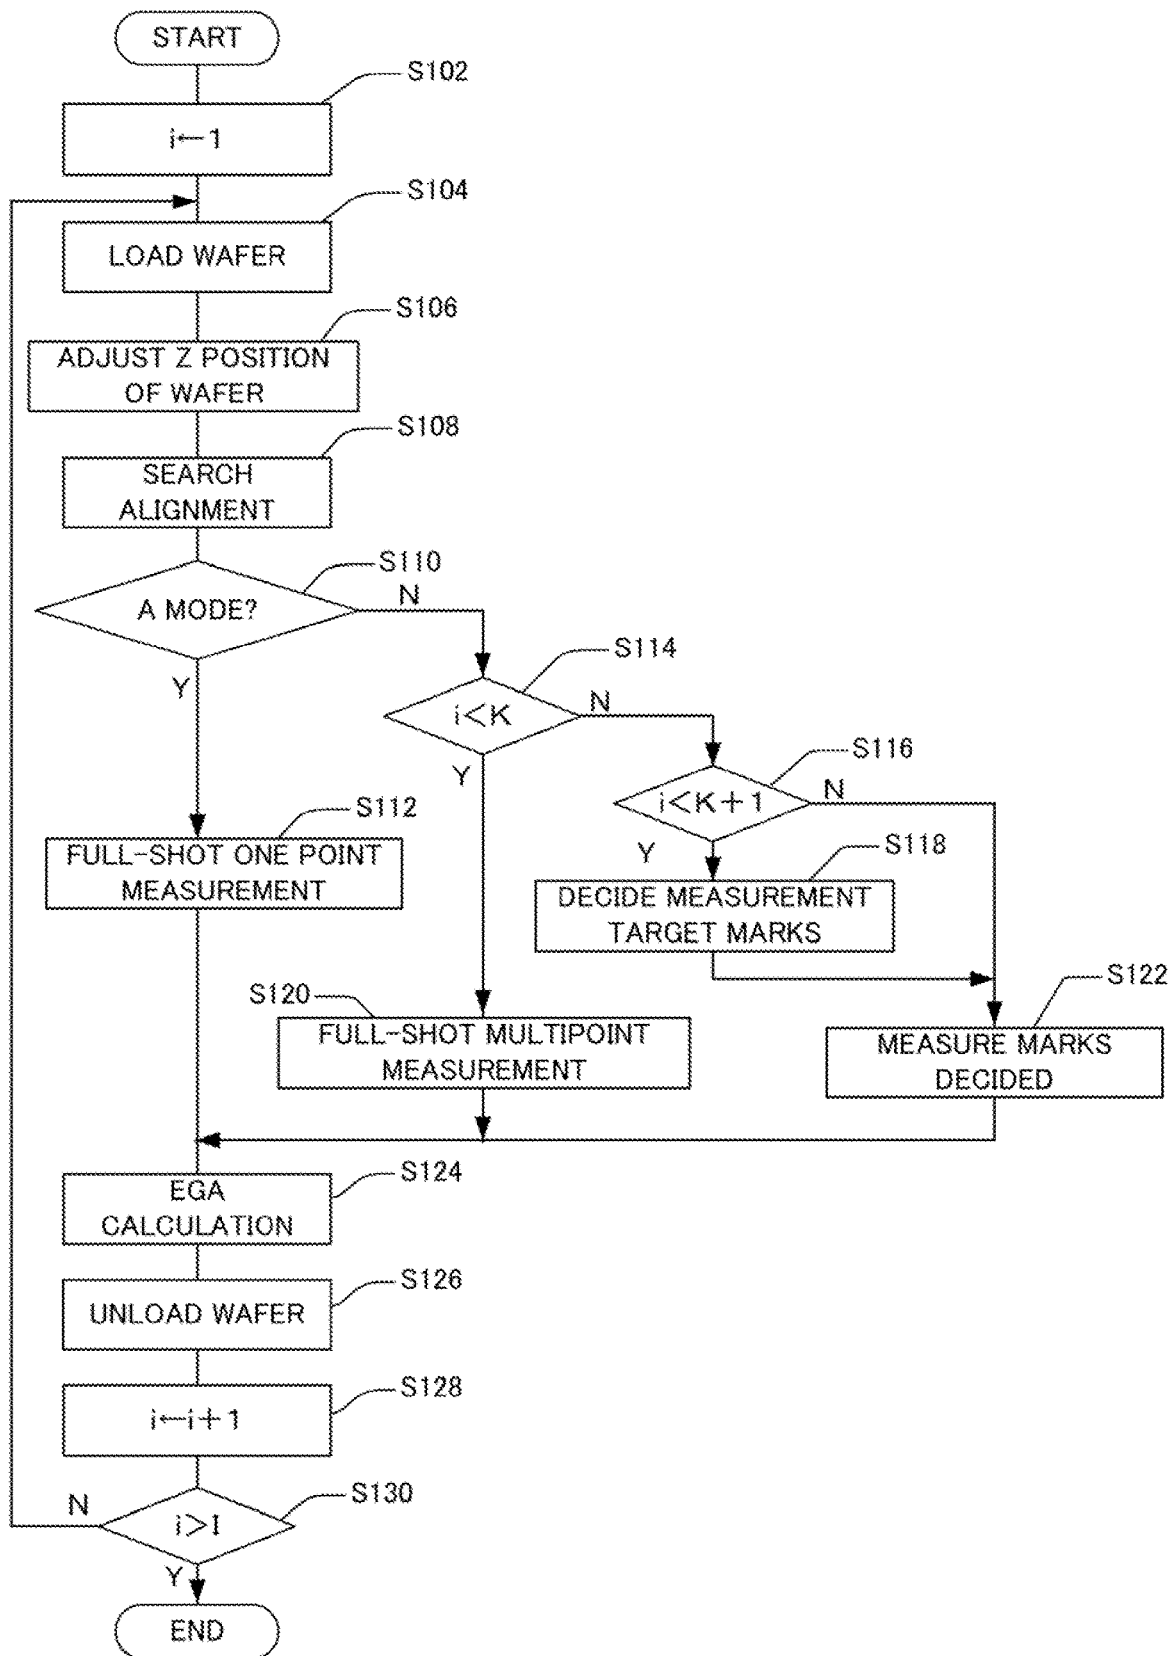 START
S102
i←1
S104
LOAD WAFER
S106
ADJUST Z POSITION
OF WAFER
S108
SEARCH
ALIGNMENT
S110
A MODE?
N
Y
S114
i<K
N
Y
S116
i<K+1
N
Y
S112
FULL-SHOT ONE POINT
MEASUREMENT
S118
DECIDE MEASUREMENT
TARGET MARKS
S120
FULL-SHOT MULTIPOINT
MEASUREMENT
S122
MEASURE MARKS
DECIDED
S124
EGA
CALCULATION
S126
UNLOAD WAFER
S128
i←i+1
S130
N
i>I
Y
END